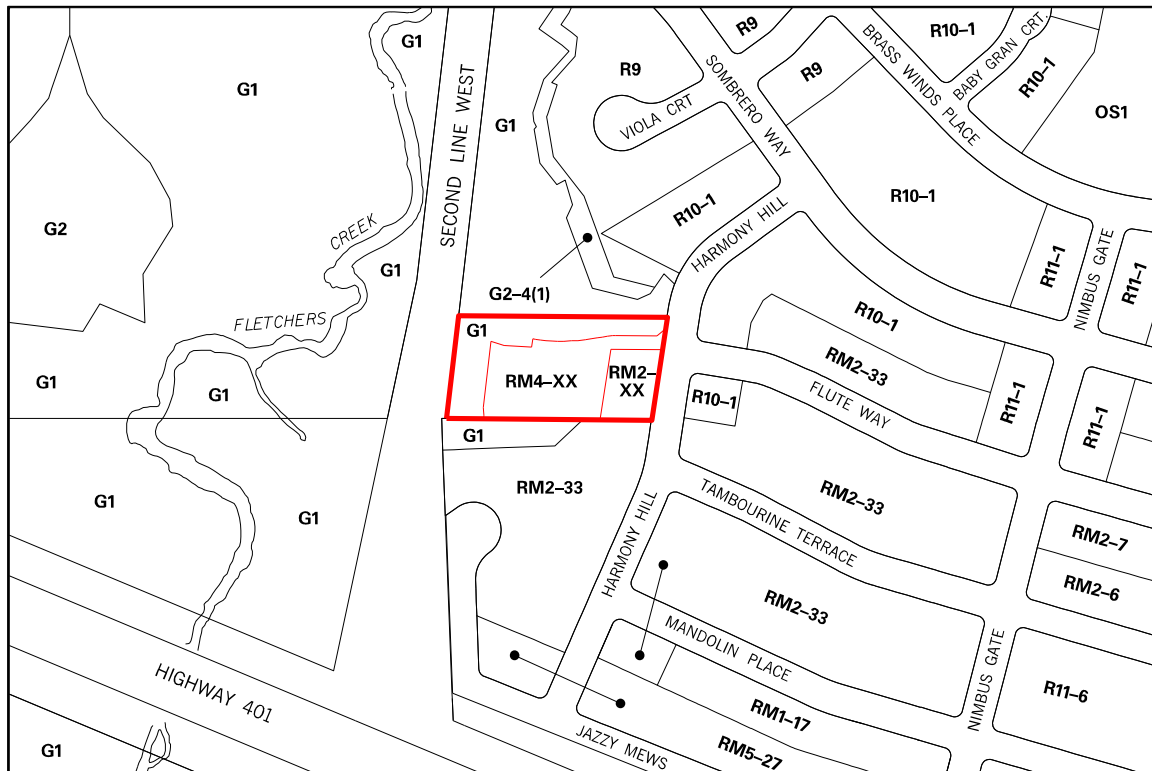 G1
R9
R10–1
BABY GRAN CRT.
G1
R9
R9
BRASS WINDS PLACE
R10–1
SECOND LINE WEST
SOMBRERO WAY
G1
VIOLA CRT
OS1
G2
CREEK
R10–1
HARMONY HILL
R10–1
G1
R11–1
NIMBUS GATE
R11–1
G2–4(1)
FLETCHERS
G1
R10–1
RM2–33
G1
RM4–XX
RM2–
XX
G1
R10–1
FLUTE WAY
R11–1
R11–1
G1
RM2–33
RM2–33
TAMBOURINE TERRACE
G1
G1
HARMONY HILL
RM2–7
RM2–6
RM2–33
MANDOLIN PLACE
NIMBUS GATE
R11–6
HIGHWAY 401
RM1–17
G1
JAZZY MEWS
RM5–27